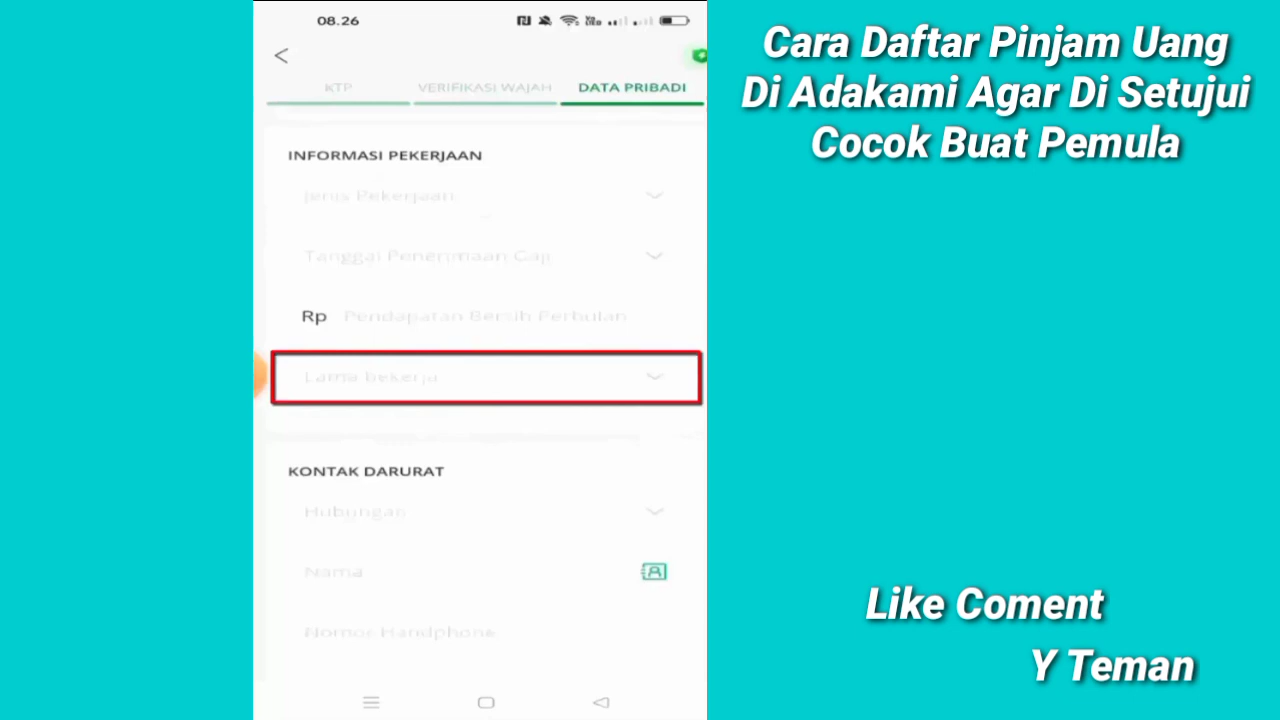 08.26
Cara Daftar Pinjam Uang
Di Adakami Agar Di Setujui
Cocok Buat Pemula
KTP VERIFIKASI WAJAH DATA PRIBADI
INFORMASI PEKERJAAN
Jenis Pekerjaan
Tanggal Penerimaan Gaji
Rp Pendapatan Bersih Perbulan
Lama Bekerja
KONTAK DARURAT
Hubungan
Nama
Nomor Handphone
Like Coment
Y Teman